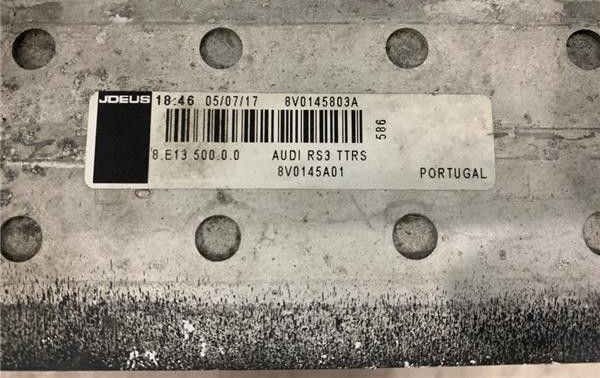 JDEUS 18:46 05/07/17 8V0145803A
586
8.E13.500.0.0 AUDI RS3 TTRS
8V0145A01 PORTUGAL